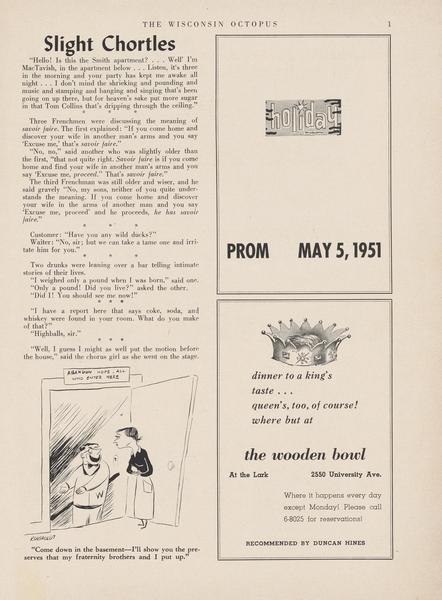 THE WISCONSIN OCTOPUS
1
Slight Chortles
"Hello! Is this the Smith apartment? . . . Well' I'm
MacTavish, in the apartment below . . . Listen, it's three
in the morning and your party has kept me awake all
night . . . I don't mind the shrieking and pounding and
music and stamping and banging and singing that's been
going on up there, but for heaven's sake put more sugar
in that Tom Collins that's dripping through the ceiling."
* * *
Three Frenchmen were discussing the meaning of
savoir faire. The first explained: "If you come home and
discover your wife in another man's arms and you say
'Excuse me,' that's savoir faire."
"No, no," said another who was slightly older than
the first, "that not quite right. Savoir faire is if you come
home and find your wife in another man's arms and you
say 'Excuse me, proceed.' That's savoir faire."
The third Frenchman was still older and wiser, and he
said gravely "No, my sons, neither of you quite under-
stands the meaning. If you come home and discover
your wife in the arms of another man and you say
'Excuse me, proceed' and he proceeds, he has savoir
faire."
* * *
Customer: "Have you any wild ducks?"
Waiter: "No, sir; but we can take a tame one and irri-
tate him for you."
* * *
Two drunks were leaning over a bar telling intimate
stories of their lives.
"I weighed only a pound when I was born," said one.
"Only a pound! Did you live?" asked the other.
"Did I! You should see me now!"
* * *
"I have a report here that says coke, soda, and
whiskey were found in your room. What do you make
of that?"
"Highballs, sir."
* * *
"Well, I guess I might as well put the motion before
the house," said the chorus girl as she went on the stage.
ABANDON HOPE, ALL
WHO ENTER HERE
W
"Come down in the basement—I'll show you the pre-
serves that my fraternity brothers and I put up."
holiday
PROM MAY 5, 1951
dinner to a king's
taste . . .
queen's, too, of course!
where but at
the wooden bowl
At the Lark 2550 University Ave.
Where it happens every day
except Monday! Please call
6-8025 for reservations!
RECOMMENDED BY DUNCAN HINES